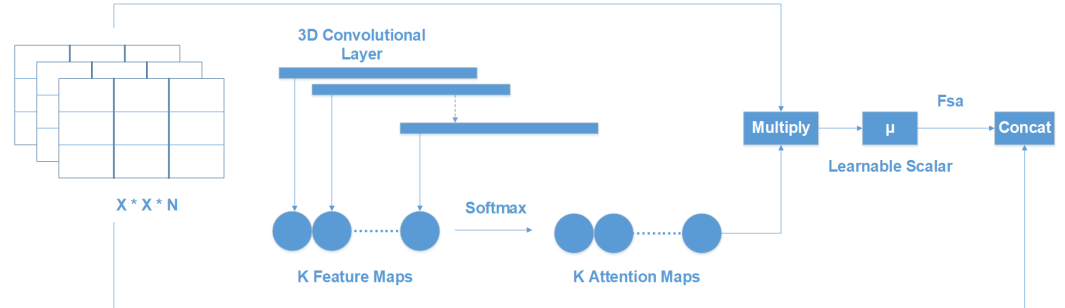 3D Convolutional
Layer
X * X * N
K Feature Maps
Softmax
K Attention Maps
Multiply
μ
Learnable Scalar
Fsa
Concat